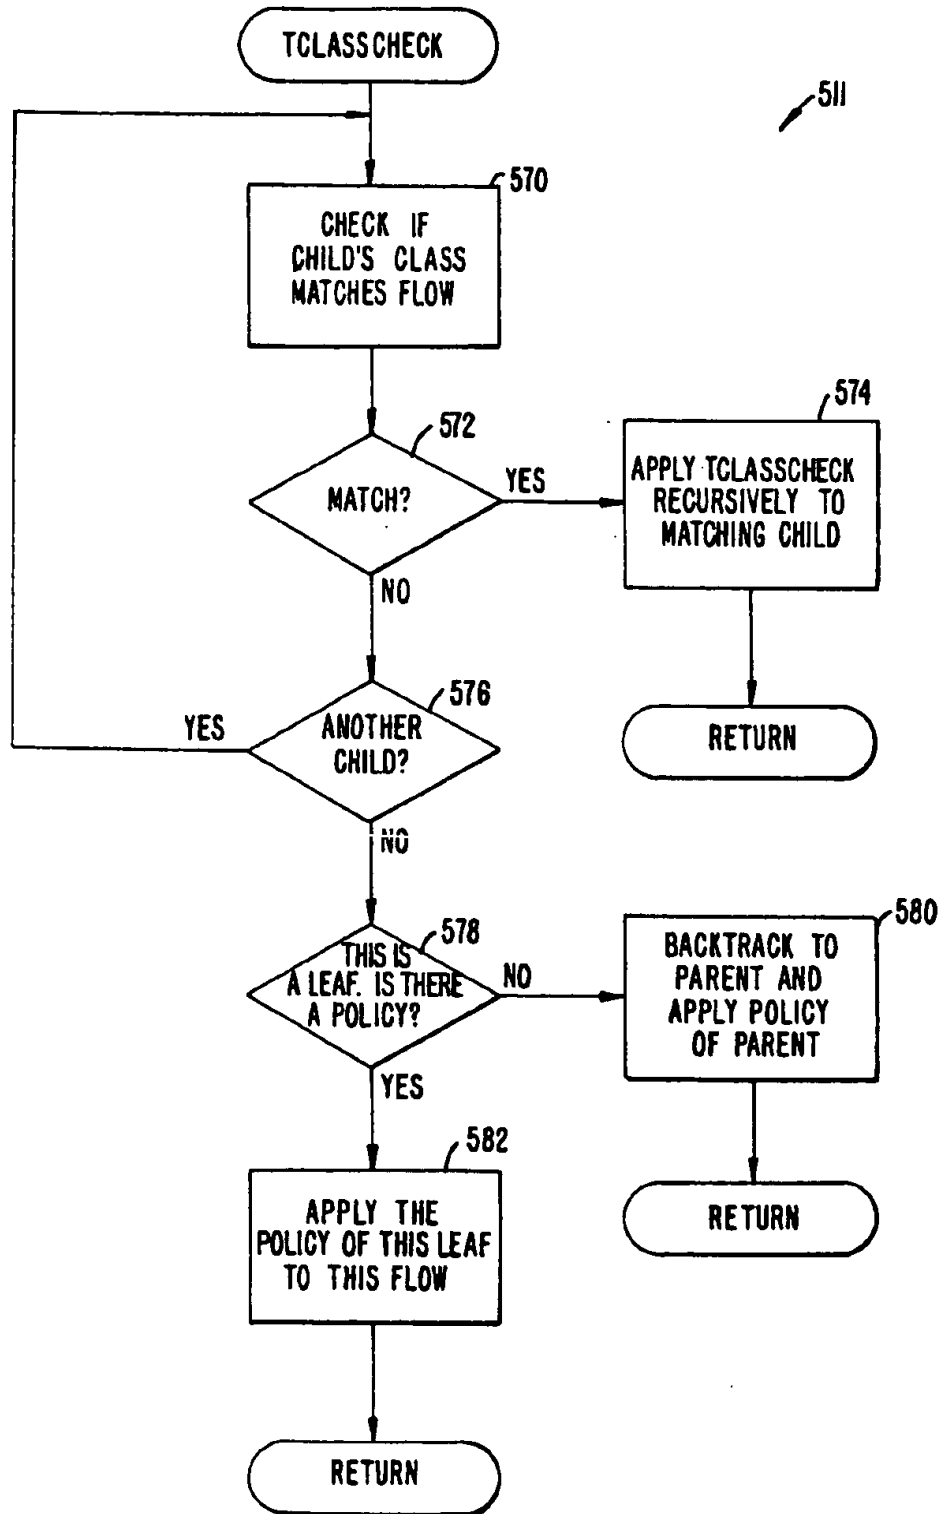 TCLASSCHECK
511
570
CHECK IF
CHILD'S CLASS
MATCHES FLOW
572
MATCH?
YES
574
APPLY TCLASSCHECK
RECURSIVELY TO
MATCHING CHILD
NO
RETURN
576
ANOTHER
CHILD?
YES
NO
578
THIS IS
A LEAF. IS THERE
A POLICY?
NO
580
BACKTRACK TO
PARENT AND
APPLY POLICY
OF PARENT
YES
RETURN
582
APPLY THE
POLICY OF THIS LEAF
TO THIS FLOW
RETURN